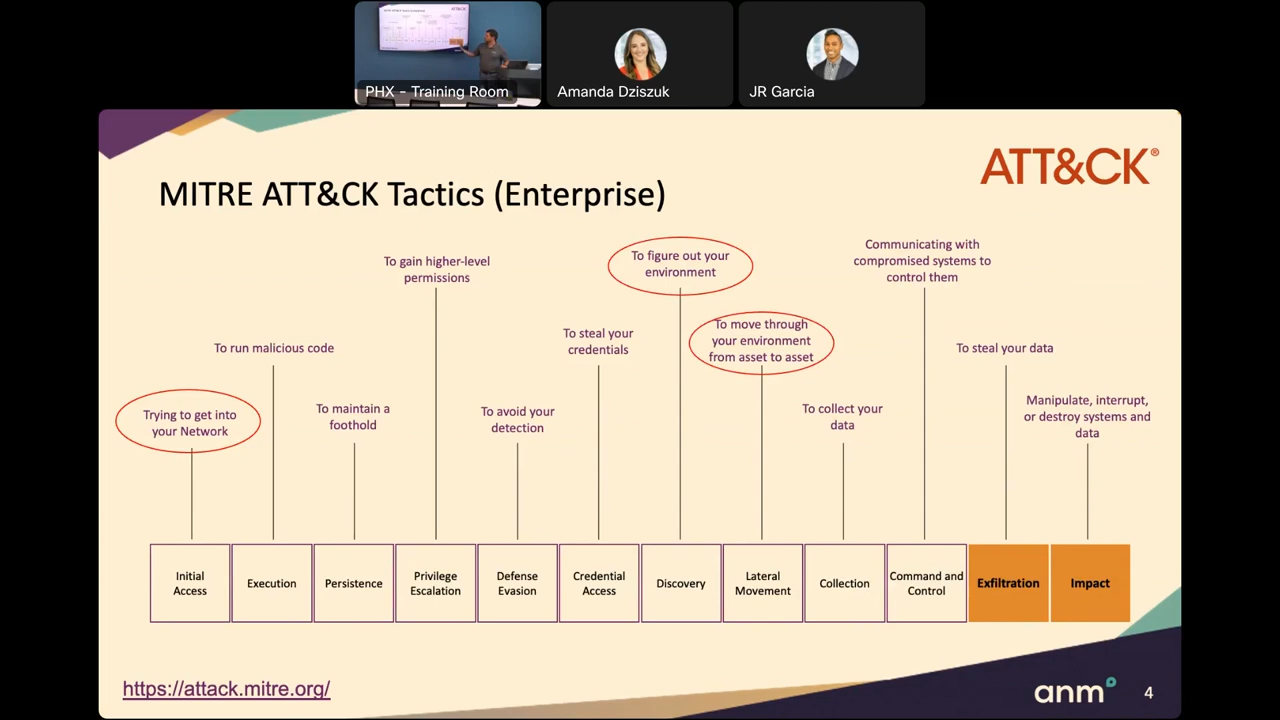 PHX - Training Room
Amanda Dziszuk
JR Garcia
ATT&CK®
MITRE ATT&CK Tactics (Enterprise)
Trying to get into
your Network
To run malicious code
To maintain a
foothold
To gain higher-level
permissions
To avoid your
detection
To steal your
credentials
To figure out your
environment
To move through
your environment
from asset to asset
To collect your
data
Communicating with
compromised systems to
control them
To steal your data
Manipulate, interrupt,
or destroy systems and
data
Initial
Access
Execution
Persistence
Privilege
Escalation
Defense
Evasion
Credential
Access
Discovery
Lateral
Movement
Collection
Command and
Control
Exfiltration
Impact
https://attack.mitre.org/
anm
4